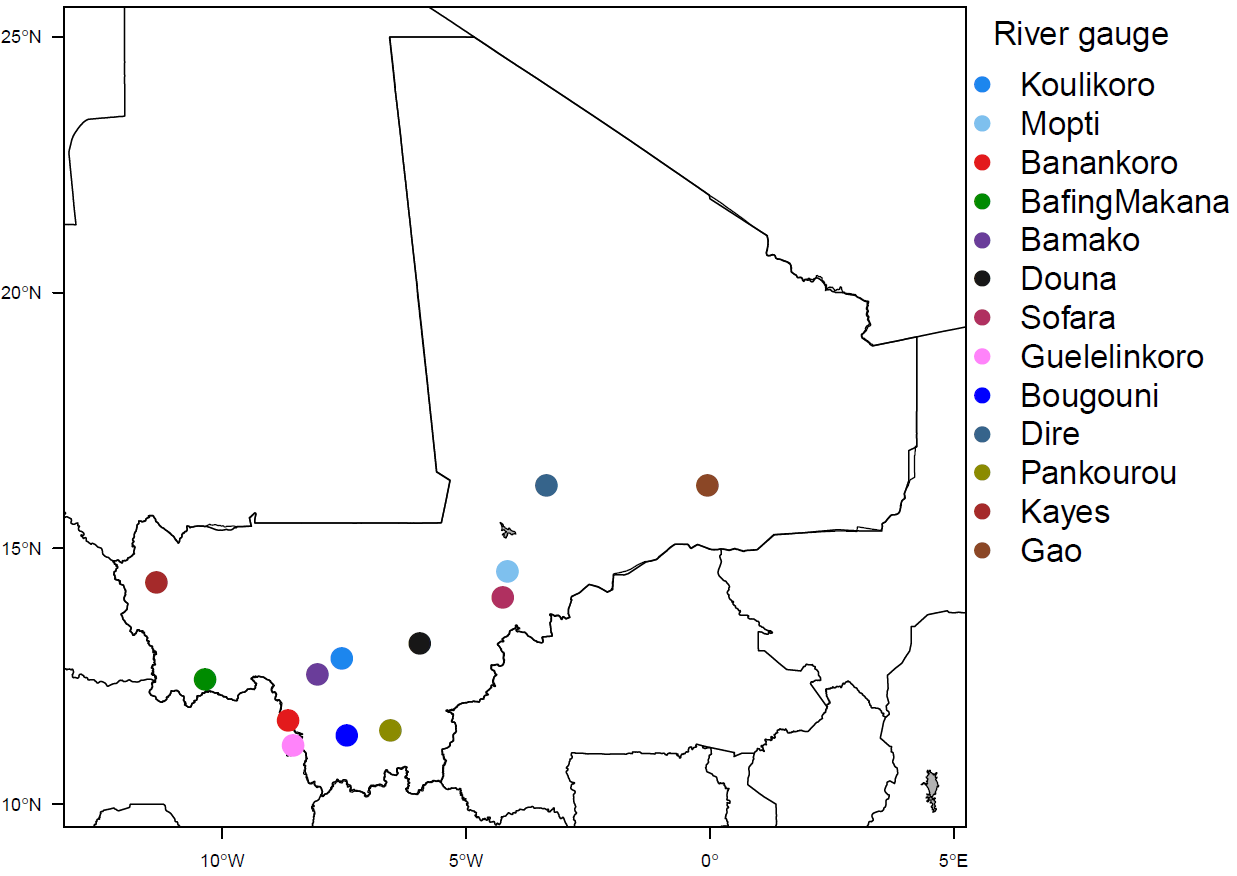 River gauge
Koulikoro
Mopti
Banankoro
BafingMakana
Bamako
Douna
Sofara
Guelelinkoro
Bougouni
Dire
Pankourou
Kayes
Gao
25°N
20°N
15°N
10°N
10°W
5°W
0°
5°E